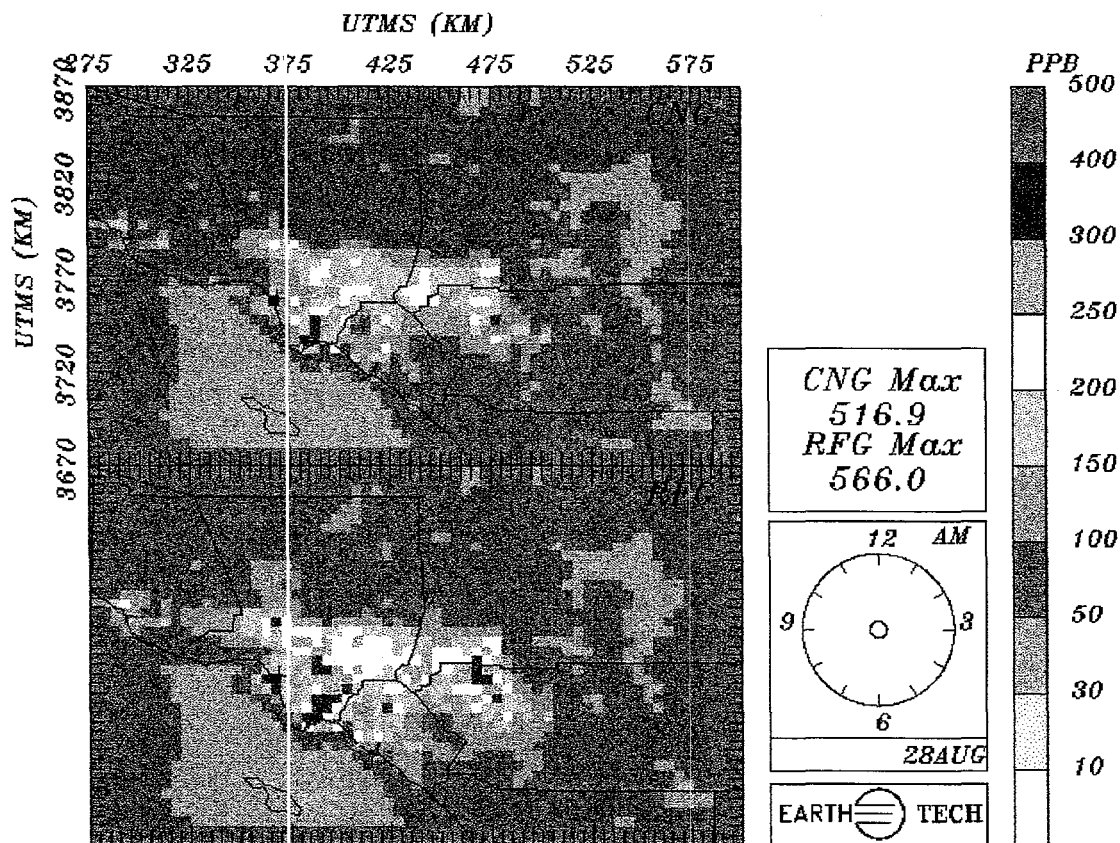 UTMS (KM)
275 325 375 425 475 525 575
PPB
UTMS (KM)
3870
3820
3770
3720
3670
CNG
RFG
500
400
300
250
200
150
100
50
30
10
CNG Max
516.9
RFG Max
566.0
12 AM
9 3
6
28AUG
EARTH TECH